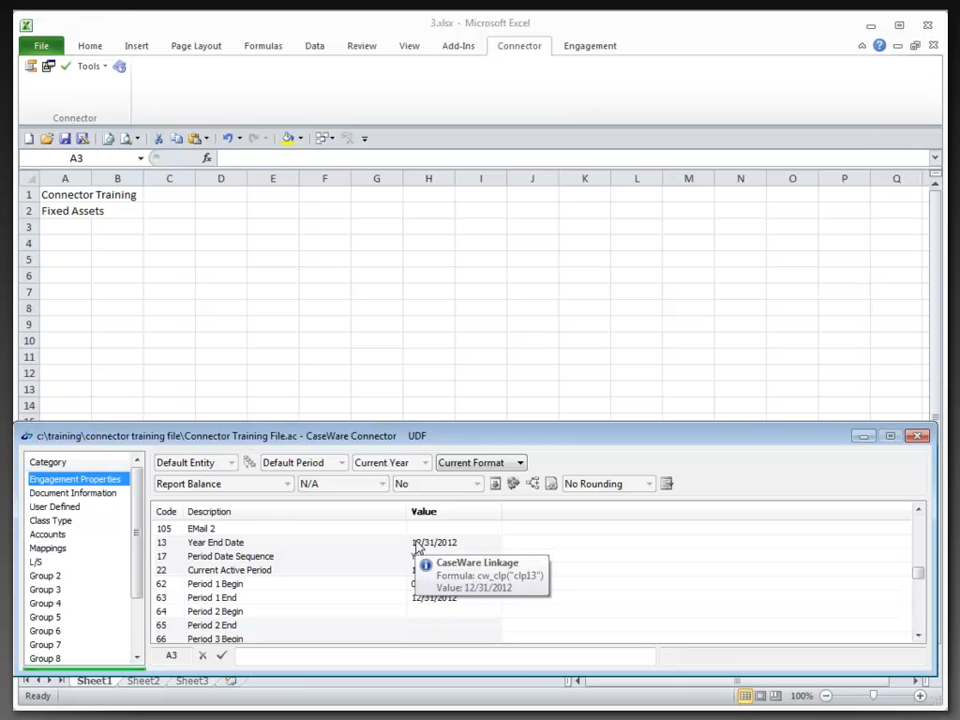 3.xlsx - Microsoft Excel
File Home Insert Page Layout Formulas Data Review View Add-Ins Connector Engagement
Tools
Connector
A3 fx
A B C D E F G H I J K L M N O P Q
1 Connector Training
2 Fixed Assets
3
4
5
6
7
8
9
10
11
12
13
14
c:\training\connector training file\Connector Training File.ac - CaseWare Connector UDF
Category
Engagement Properties
Document Information
User Defined
Class Type
Accounts
Mappings
L/S
Group 2
Group 3
Group 4
Group 5
Group 6
Group 7
Group 8
Default Entity Default Period Current Year Current Format
Report Balance N/A No No Rounding
Code Description Value
105 EMail 2
13 Year End Date 12/31/2012
17 Period Date Sequence
22 Current Active Period
62 Period 1 Begin
63 Period 1 End 12/31/2012
64 Period 2 Begin
65 Period 2 End
66 Period 3 Begin
CaseWare Linkage
Formula: cw_clp("clp13")
Value: 12/31/2012
A3
Sheet1 Sheet2 Sheet3
Ready 100%